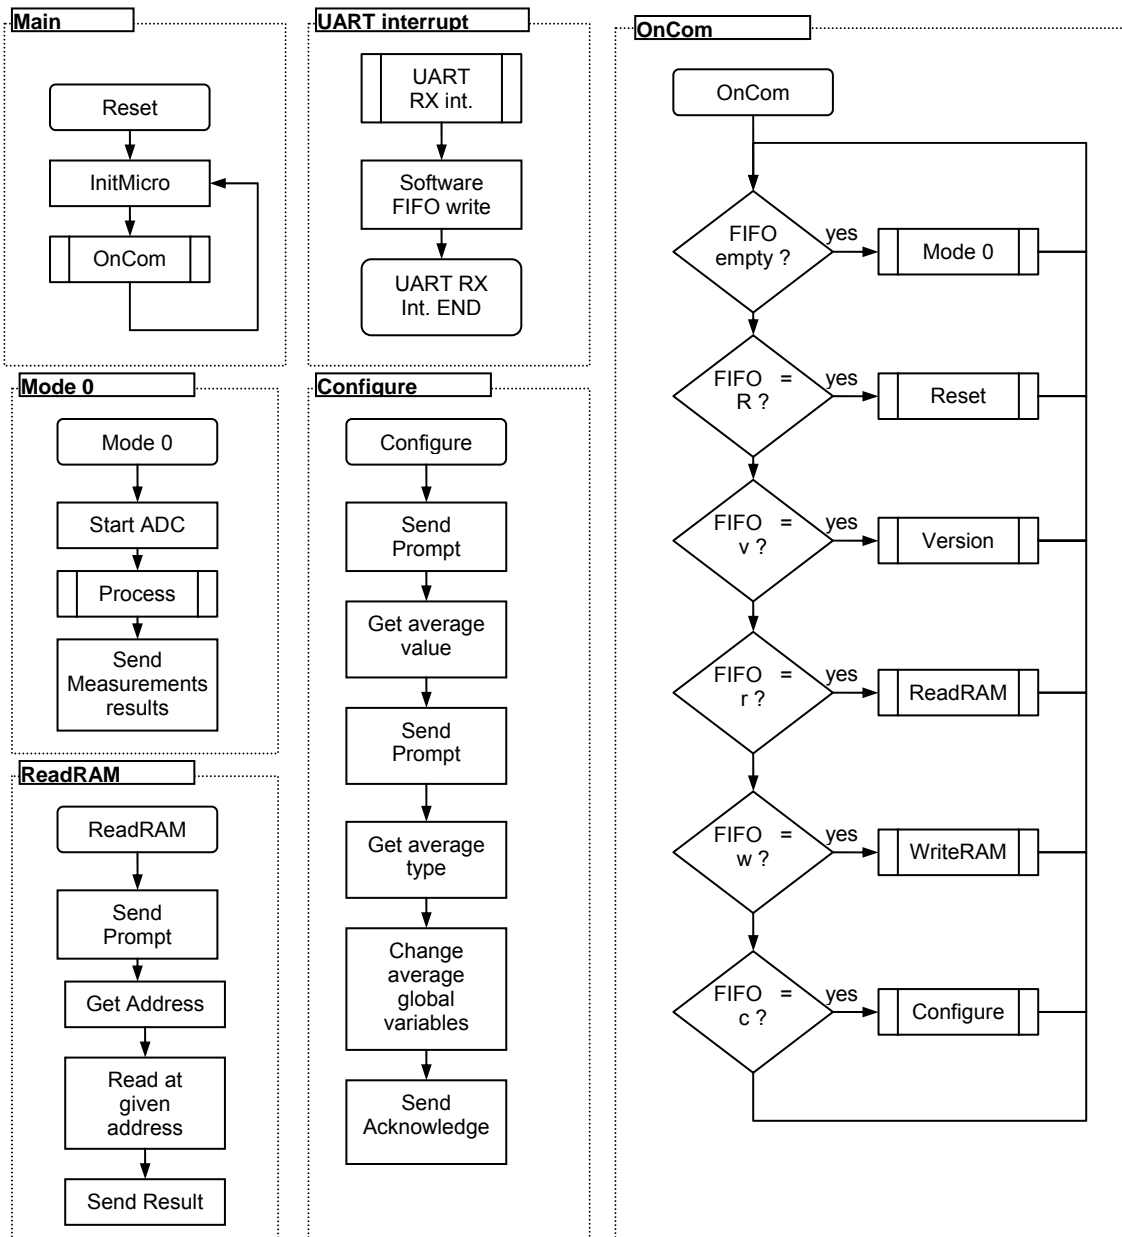 Main
Reset
InitMicro
OnCom
UART interrupt
UART
RX int.
Software
FIFO write
UART RX
Int. END
Mode 0
Mode 0
Start ADC
Process
Send
Measurements
results
ReadRAM
ReadRAM
Send
Prompt
Get Address
Read at
given
address
Send Result
Configure
Configure
Send
Prompt
Get average
value
Send
Prompt
Get average
type
Change
average
global
variables
Send
Acknowledge
OnCom
OnCom
FIFO
empty ?
yes
Mode 0
FIFO =
R ?
yes
Reset
FIFO =
v ?
yes
Version
FIFO =
r ?
yes
ReadRAM
FIFO =
w ?
yes
WriteRAM
FIFO =
c ?
yes
Configure